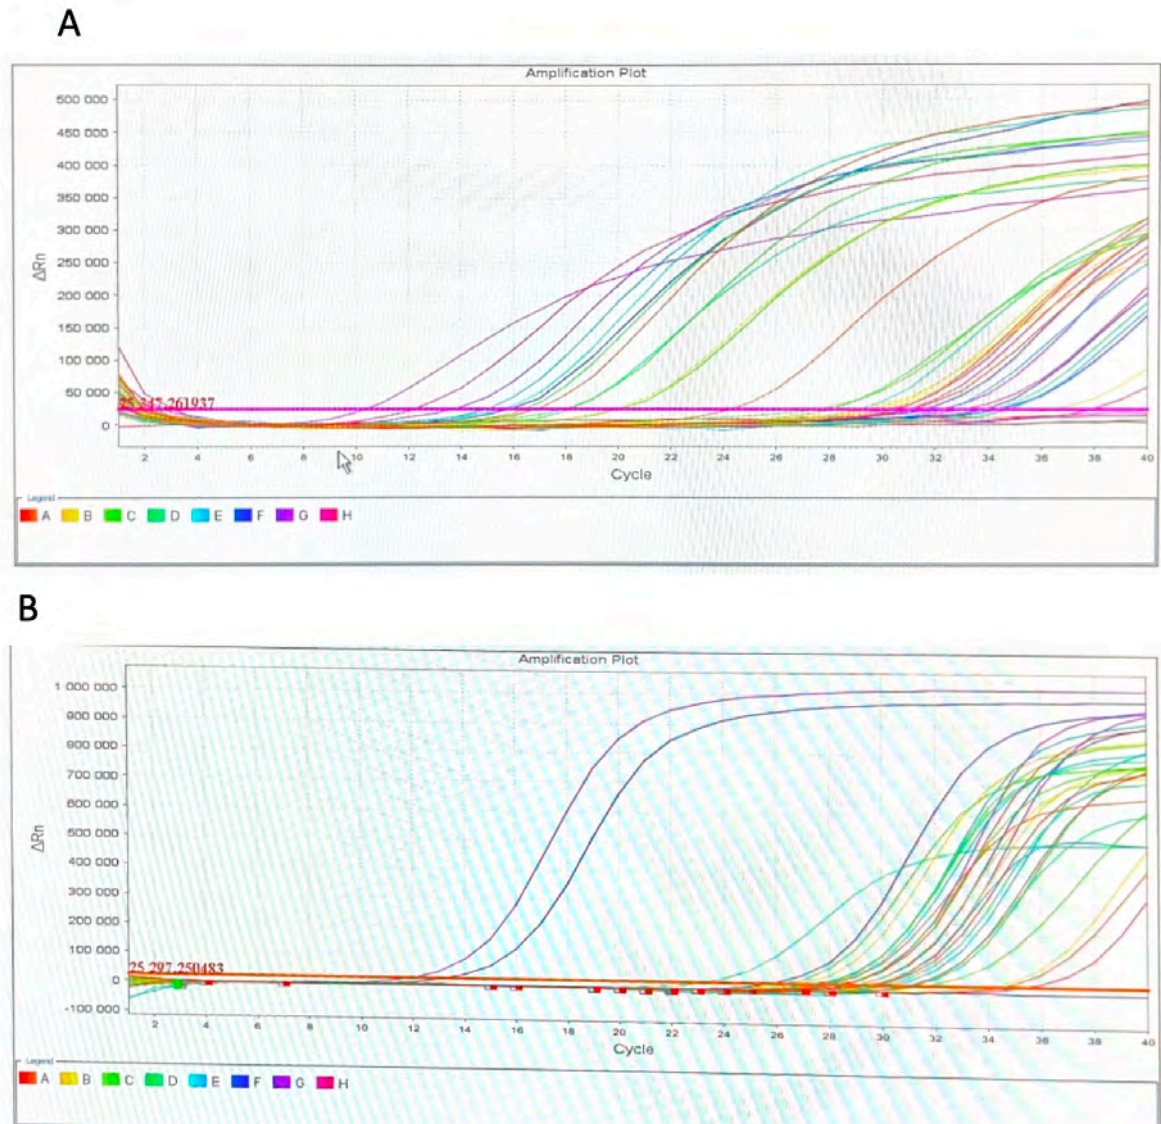 A
Amplification Plot
500 000
450 000
400 000
350 000
300 000
250 000
200 000
150 000
100 000
50 000
0
ΔRn
25 347.261937
2 4 6 8 10 12 14 16 18 20 22 24 26 28 30 32 34 36 38 40
Cycle
Legend
A B C D E F G H
B
Amplification Plot
1 000 000
900 000
800 000
700 000
600 000
500 000
400 000
300 000
200 000
100 000
0
-100 000
ΔRn
25 297.250483
2 4 6 8 10 12 14 16 18 20 22 24 26 28 30 32 34 36 38 40
Cycle
Legend
A B C D E F G H